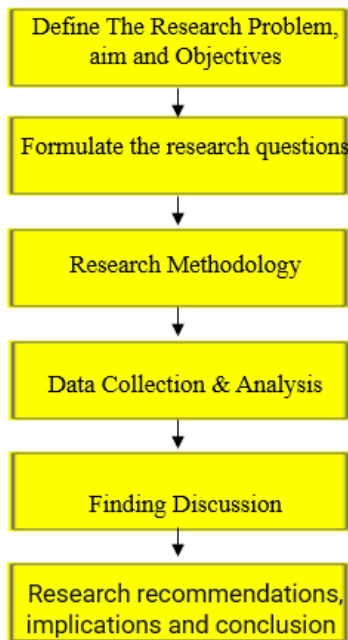 Define The Research Problem,
aim and Objectives
Formulate the research questions
Research Methodology
Data Collection & Analysis
Finding Discussion
Research recommendations,
implications and conclusion